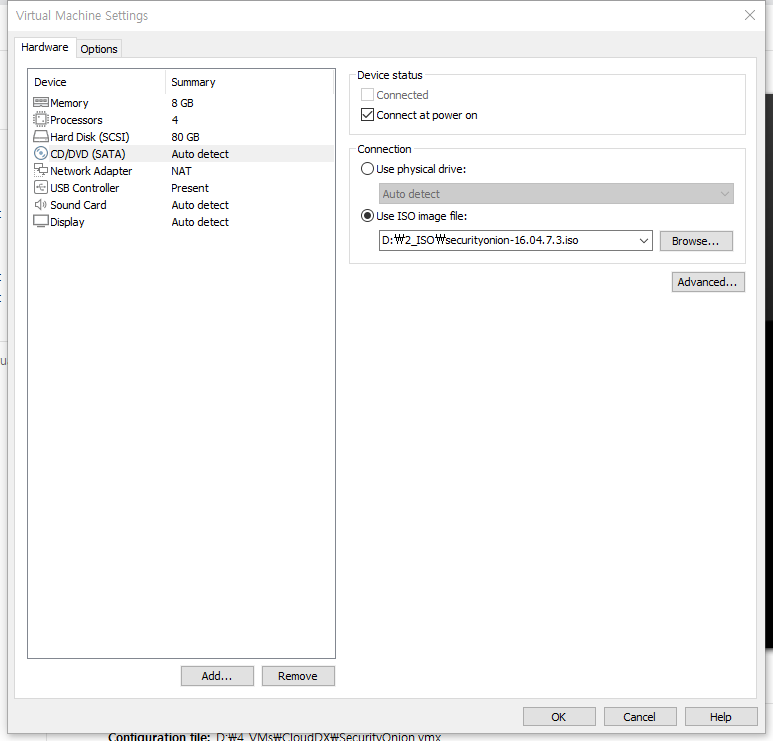 Virtual Machine Settings
Hardware Options
Device Summary
Memory 8 GB
Processors 4
Hard Disk (SCSI) 80 GB
CD/DVD (SATA) Auto detect
Network Adapter NAT
USB Controller Present
Sound Card Auto detect
Display Auto detect
Add... Remove
Device status
Connected
Connect at power on
Connection
Use physical drive:
Auto detect
Use ISO image file:
D:₩2_ISO₩securityonion-16.04.7.3.iso Browse...
Advanced...
OK Cancel Help
Configuration file: D:₩4_VMs₩CloudDX₩SecurityOnion.vmx